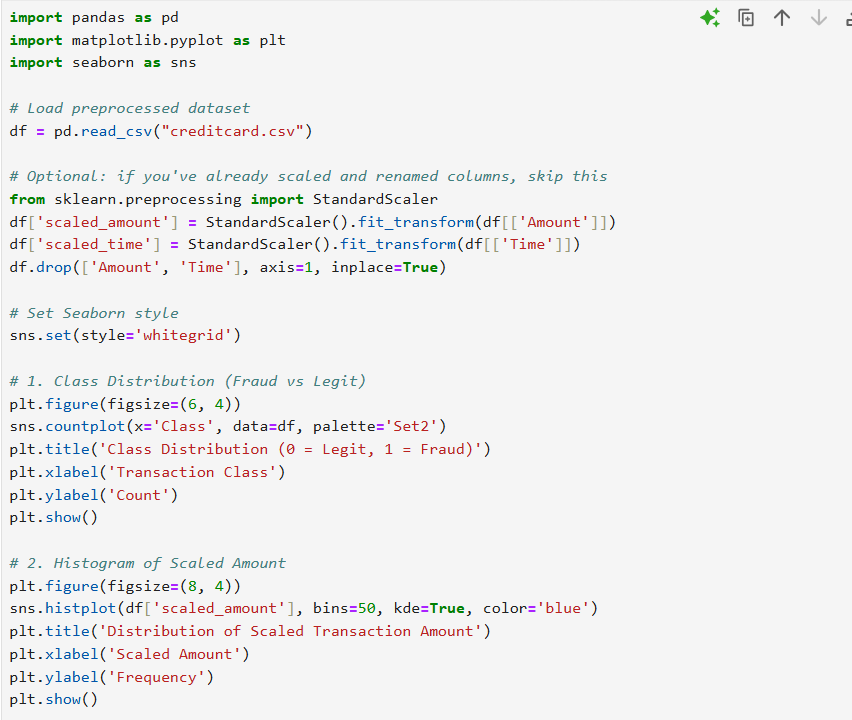 import pandas as pd
import matplotlib.pyplot as plt
import seaborn as sns

# Load preprocessed dataset
df = pd.read_csv("creditcard.csv")

# Optional: if you've already scaled and renamed columns, skip this
from sklearn.preprocessing import StandardScaler
df['scaled_amount'] = StandardScaler().fit_transform(df[['Amount']])
df['scaled_time'] = StandardScaler().fit_transform(df[['Time']])
df.drop(['Amount', 'Time'], axis=1, inplace=True)

# Set Seaborn style
sns.set(style='whitegrid')

# 1. Class Distribution (Fraud vs Legit)
plt.figure(figsize=(6, 4))
sns.countplot(x='Class', data=df, palette='Set2')
plt.title('Class Distribution (0 = Legit, 1 = Fraud)')
plt.xlabel('Transaction Class')
plt.ylabel('Count')
plt.show()

# 2. Histogram of Scaled Amount
plt.figure(figsize=(8, 4))
sns.histplot(df['scaled_amount'], bins=50, kde=True, color='blue')
plt.title('Distribution of Scaled Transaction Amount')
plt.xlabel('Scaled Amount')
plt.ylabel('Frequency')
plt.show()